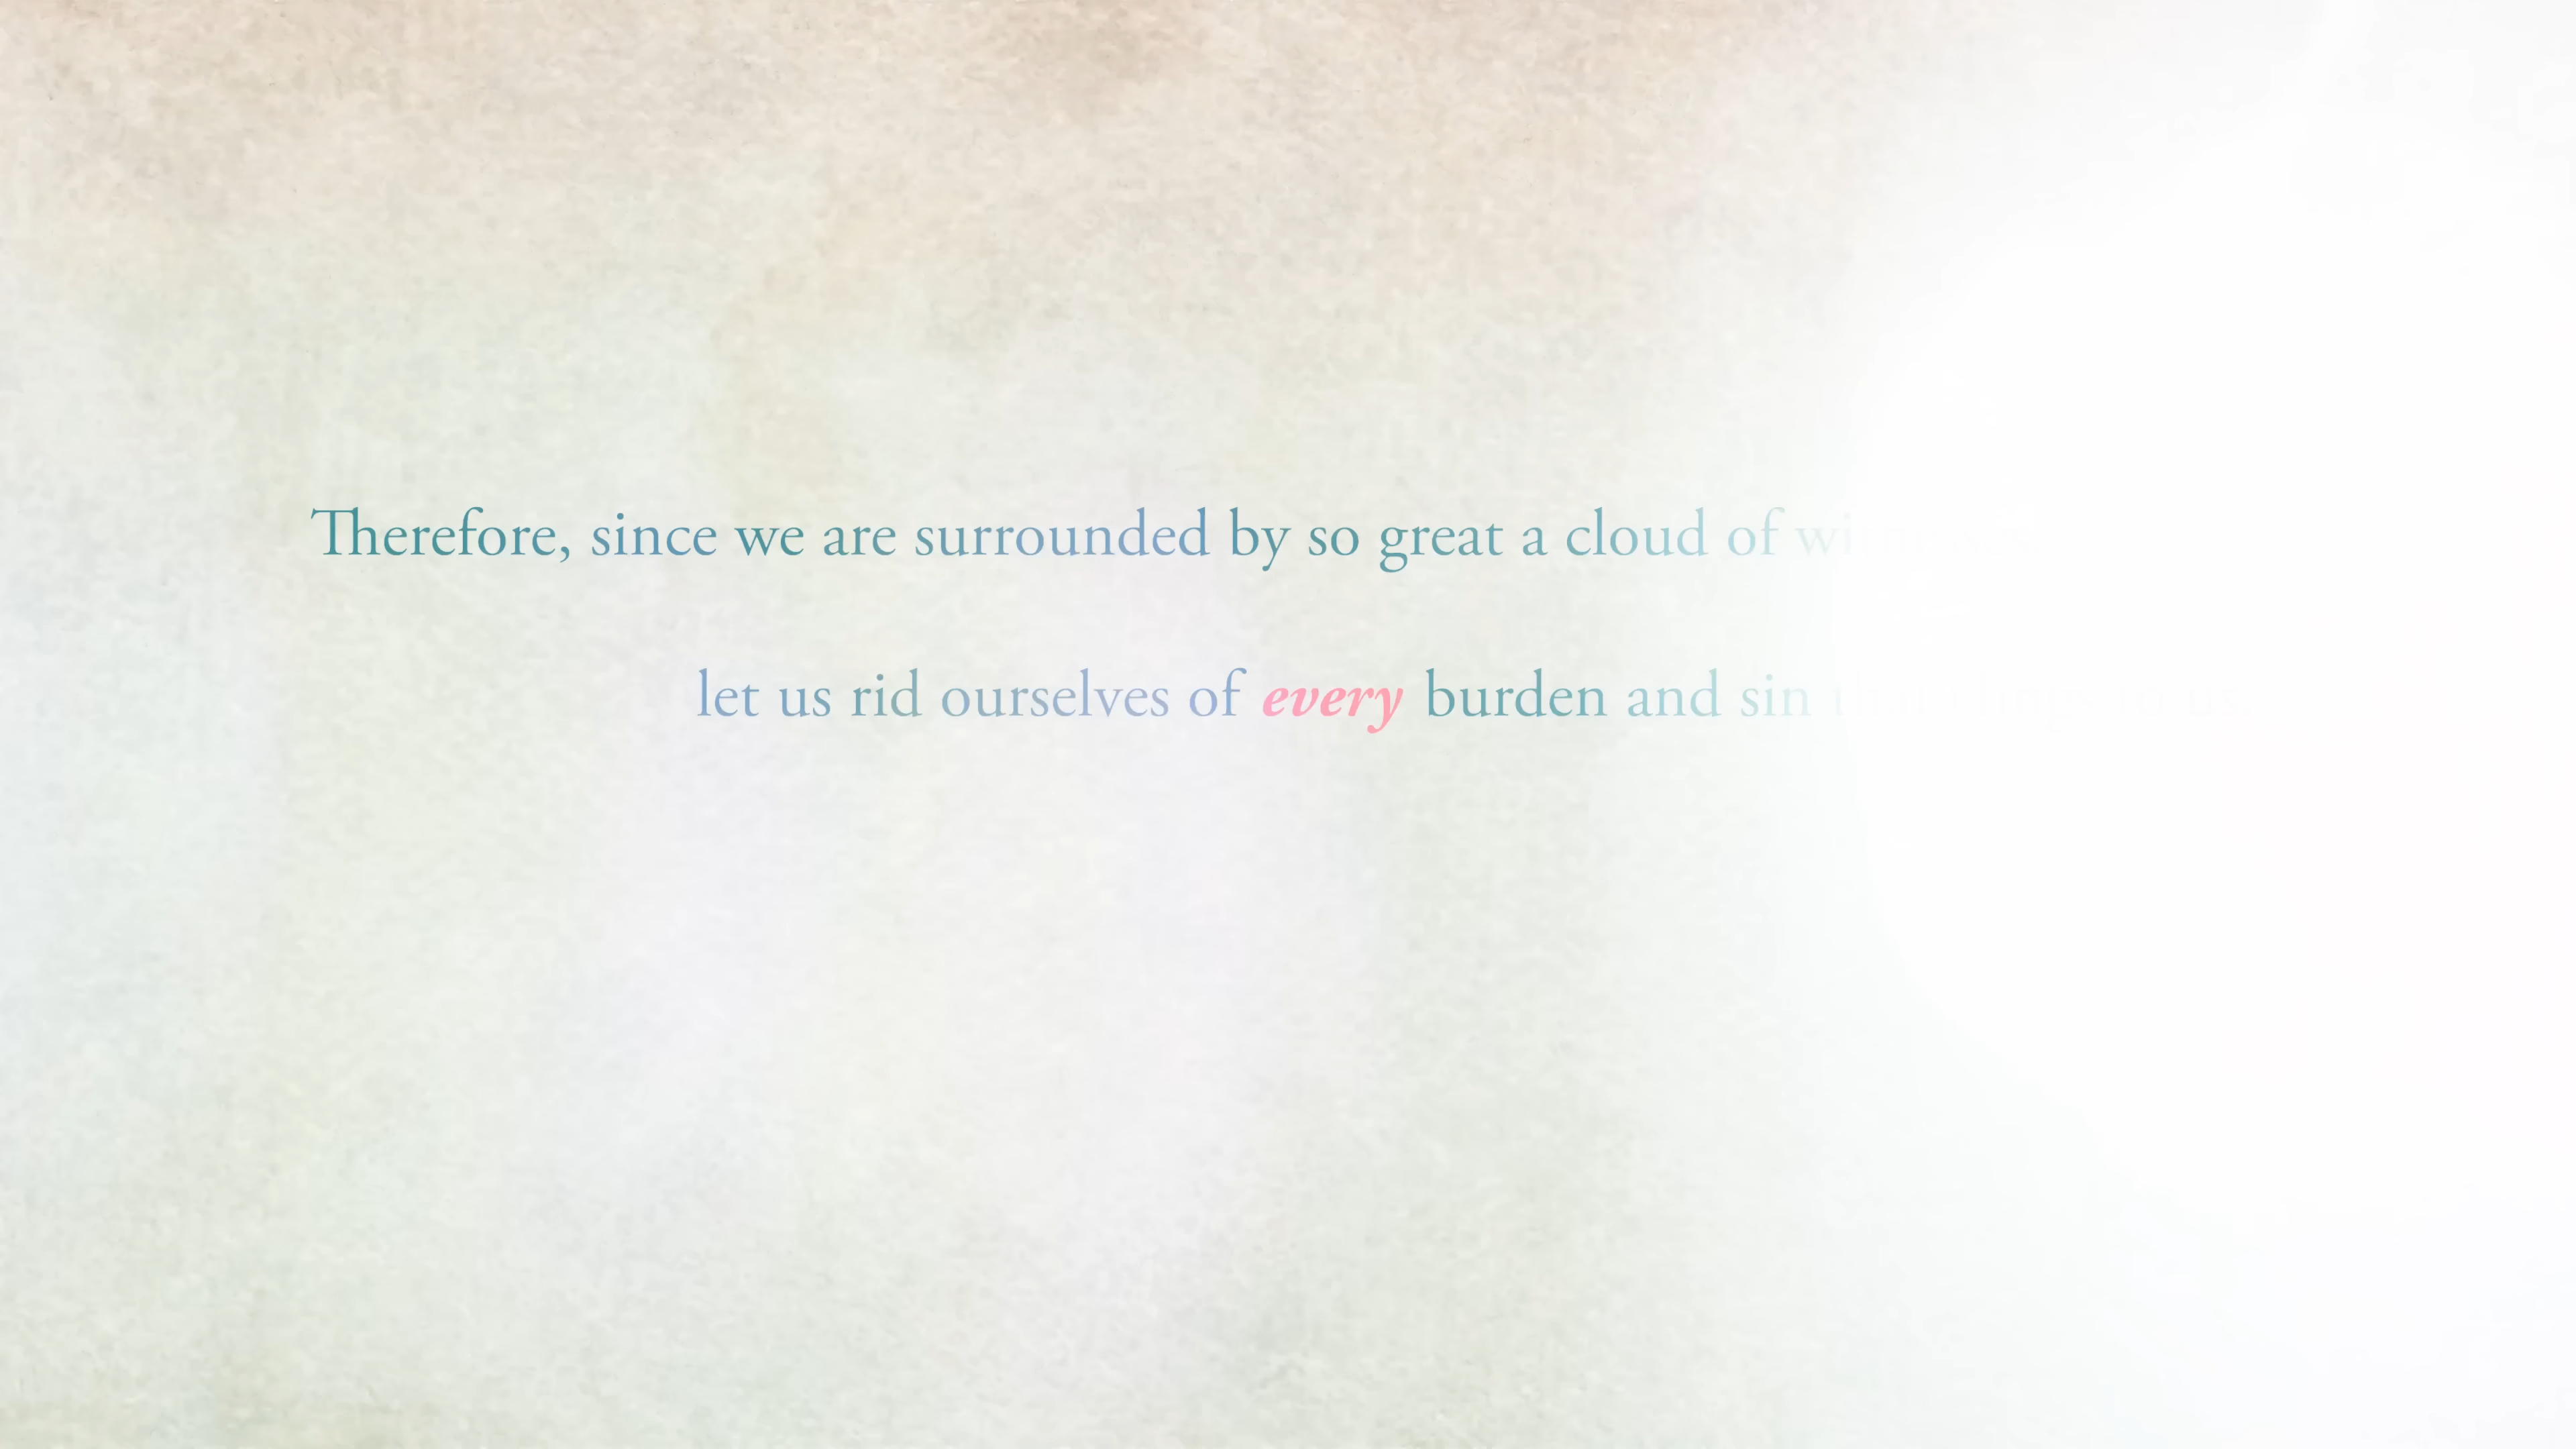 Therefore, since we are surrounded by so great a cloud of
let us rid ourselves of every burden and sin